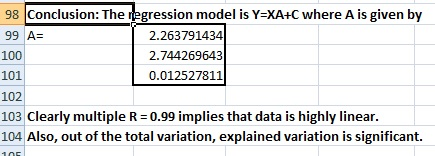 98 Conclusion: The regression model is Y=XA+C where A is given by
99 A= 2.263791434
100 2.744269643
101 0.012527811
102
103 Clearly multiple R = 0.99 implies that data is highly linear.
104 Also, out of the total variation, explained variation is significant.